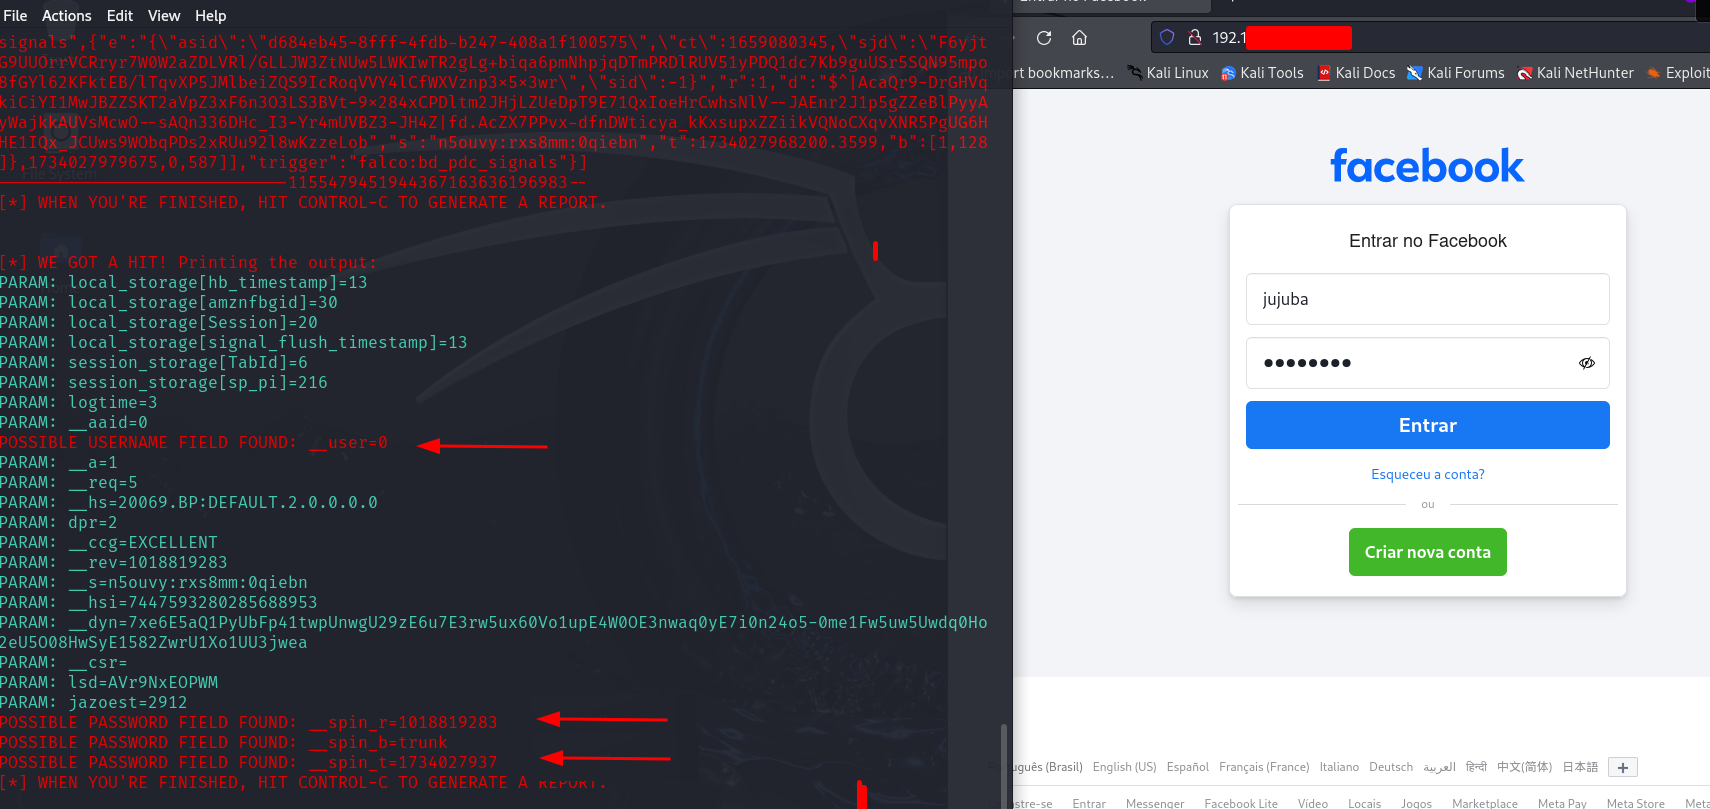 File Actions Edit View Help
signals",{"e":"{\"asid\":\"d684eb45-8fff-4fdb-b247-408a1f100575\",\"ct\":1659080345,\"sjd\":\"F6yjt
G9UUOrrVCRryr7W0W2aZDLVRl/GLLJW3ZtNUw5LWKIwTR2gLg+biqa6pmNhpjqDTmPRDlRUV51yPDQ1dc7Kb9guUSr5SQN95mpo
8fGYl62KFktEB/lTqvXP5JMlbeiZQS9IcRoqVVY4lCfWXVznp3×5×3wr\",\"sid\":-1}","r":1,"d":"$^|AcaQr9-DrGHVq
kiCiYI1MwJBZZSKT2aVpZ3xF6n3O3LS3BVt-9×284xCPDltm2JHjLZUeDpT9E71QxIoeHrCwhsNlV--JAEnr2J1p5gZZeBlPyyA
yWajkkAUVsMcwO--sAQn336DHc_I3-Yr4mUVBZ3-JH4Z|fd.AcZX7PPvx-dfnDWticya_kKxsupxZZiikVQNoCXqvXNR5PgUG6H
HE1IQx_JCUws9WObqPDs2xRUu92l8wKzzeLob","s":"n5ouvy:rxs8mm:0qiebn","t":1734027968200.3599,"b":[1,128
]},1734027979675,0,587]],"trigger":"falco:bd_pdc_signals"}]
-----------------------------11554794519443671636361969­83--
[*] WHEN YOU'RE FINISHED, HIT CONTROL-C TO GENERATE A REPORT.
[*] WE GOT A HIT! Printing the output:
PARAM: local_storage[hb_timestamp]=13
PARAM: local_storage[amznfbgid]=30
PARAM: local_storage[Session]=20
PARAM: local_storage[signal_flush_timestamp]=13
PARAM: session_storage[TabId]=6
PARAM: session_storage[sp_pi]=216
PARAM: logtime=3
PARAM: __aaid=0
POSSIBLE USERNAME FIELD FOUND: __user=0
PARAM: __a=1
PARAM: __req=5
PARAM: __hs=20069.BP:DEFAULT.2.0.0.0.0
PARAM: dpr=2
PARAM: __ccg=EXCELLENT
PARAM: __rev=1018819283
PARAM: __s=n5ouvy:rxs8mm:0qiebn
PARAM: __hsi=7447593280285688953
PARAM: __dyn=7xe6E5aQ1PyUbFp41twpUnwgU29zE6u7E3rw5ux60Vo1upE4W0OE3nwaq0yE7i0n24o5-0me1Fw5uw5Uwdq0Ho
2eU5O08HwSyE1582ZwrU1Xo1UU3jwea
PARAM: __csr=
PARAM: lsd=AVr9NxEOPWM
PARAM: jazoest=2912
POSSIBLE PASSWORD FIELD FOUND: __spin_r=1018819283
POSSIBLE PASSWORD FIELD FOUND: __spin_b=trunk
POSSIBLE PASSWORD FIELD FOUND: __spin_t=1734027937
[*] WHEN YOU'RE FINISHED, HIT CONTROL-C TO GENERATE A REPORT.
Entrar no Facebook
192.1
bookmarks... Kali Linux Kali Tools Kali Docs Kali Forums Kali NetHunter Exploit
facebook
Entrar no Facebook
jujuba
Entrar
Esqueceu a conta?
ou
Criar nova conta
(Brasil) English (US) Español Français (France) Italiano Deutsch العربية हिन्दी 中文(简体) 日本語
Entrar Messenger Facebook Lite Vídeo Locais Jogos Marketplace Meta Pay Meta Store